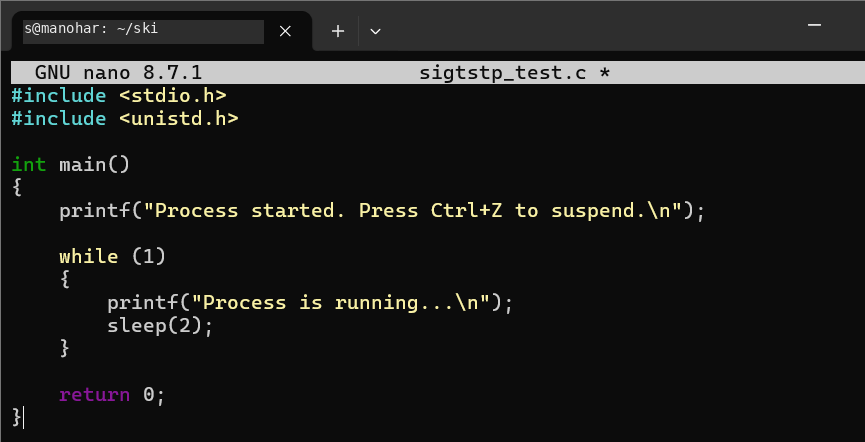 s@manohar: ~/ski
GNU nano 8.7.1 sigtstp_test.c *
#include <stdio.h>
#include <unistd.h>
int main()
{
    printf("Process started. Press Ctrl+Z to suspend.\n");
    while (1)
    {
        printf("Process is running...\n");
        sleep(2);
    }
    return 0;
}